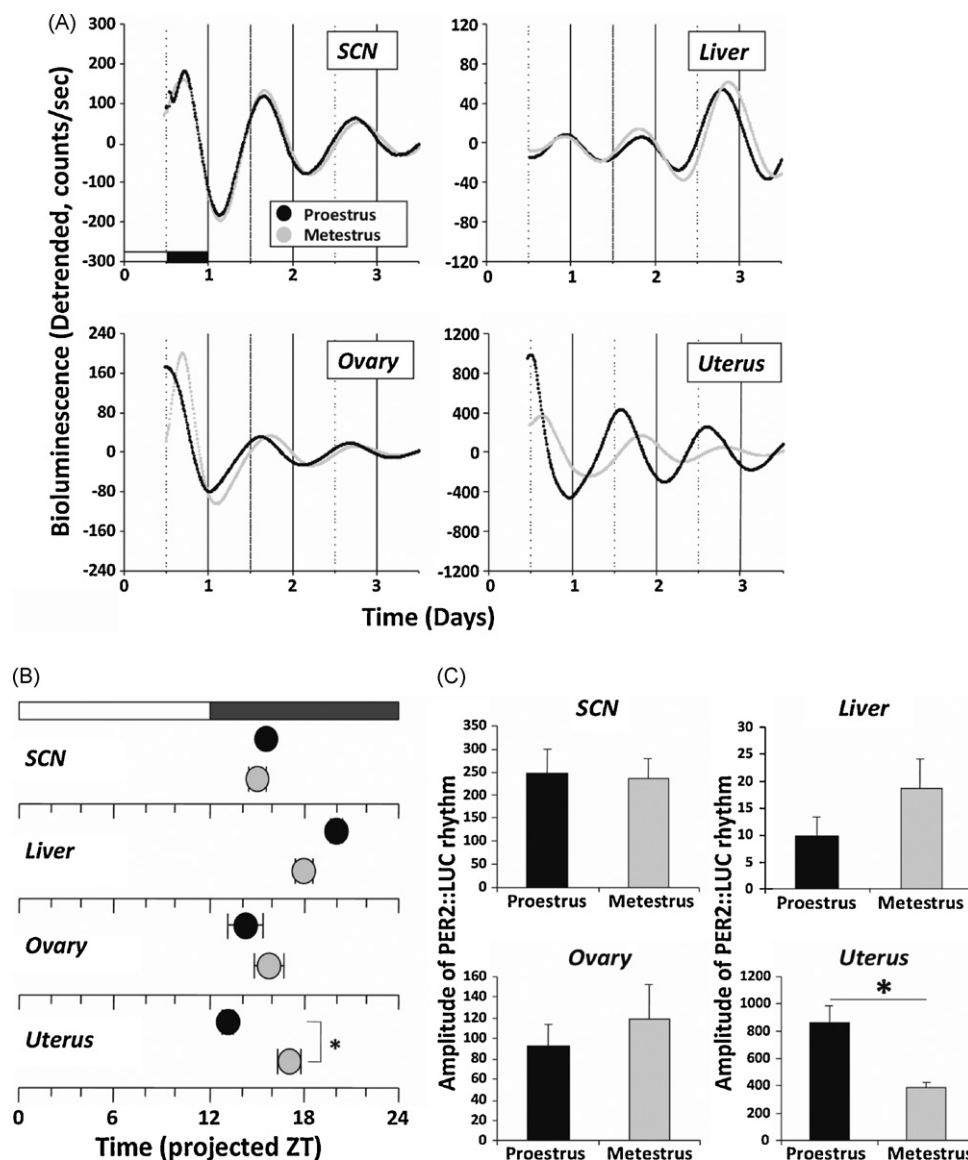 (A)
Bioluminescence (Detrended, counts/sec)
300
200
100
0
-100
-200
-300
SCN
Proestrus
Metestrus
0
1
2
3
120
80
40
0
-40
-80
-120
Liver
0
1
2
3
240
160
80
0
-80
-160
-240
Ovary
0
1
2
3
1000
800
400
0
-400
-800
-1200
Uterus
0
1
2
3
Time (Days)
(B)
SCN
Liver
Ovary
Uterus
*
0
12
18
24
Time (projected ZT)
(C)
Amplitude of PER2::LUC rhythm
SCN
350
300
250
200
150
100
50
0
Proestrus
Metestrus
Amplitude of PER2::LUC rhythm
Liver
30
25
20
15
10
5
0
Proestrus
Metestrus
Ovary
160
140
120
100
80
60
40
20
0
Proestrus
Metestrus
Uterus
*
1200
1000
800
600
400
200
0
Proestrus
Metestrus